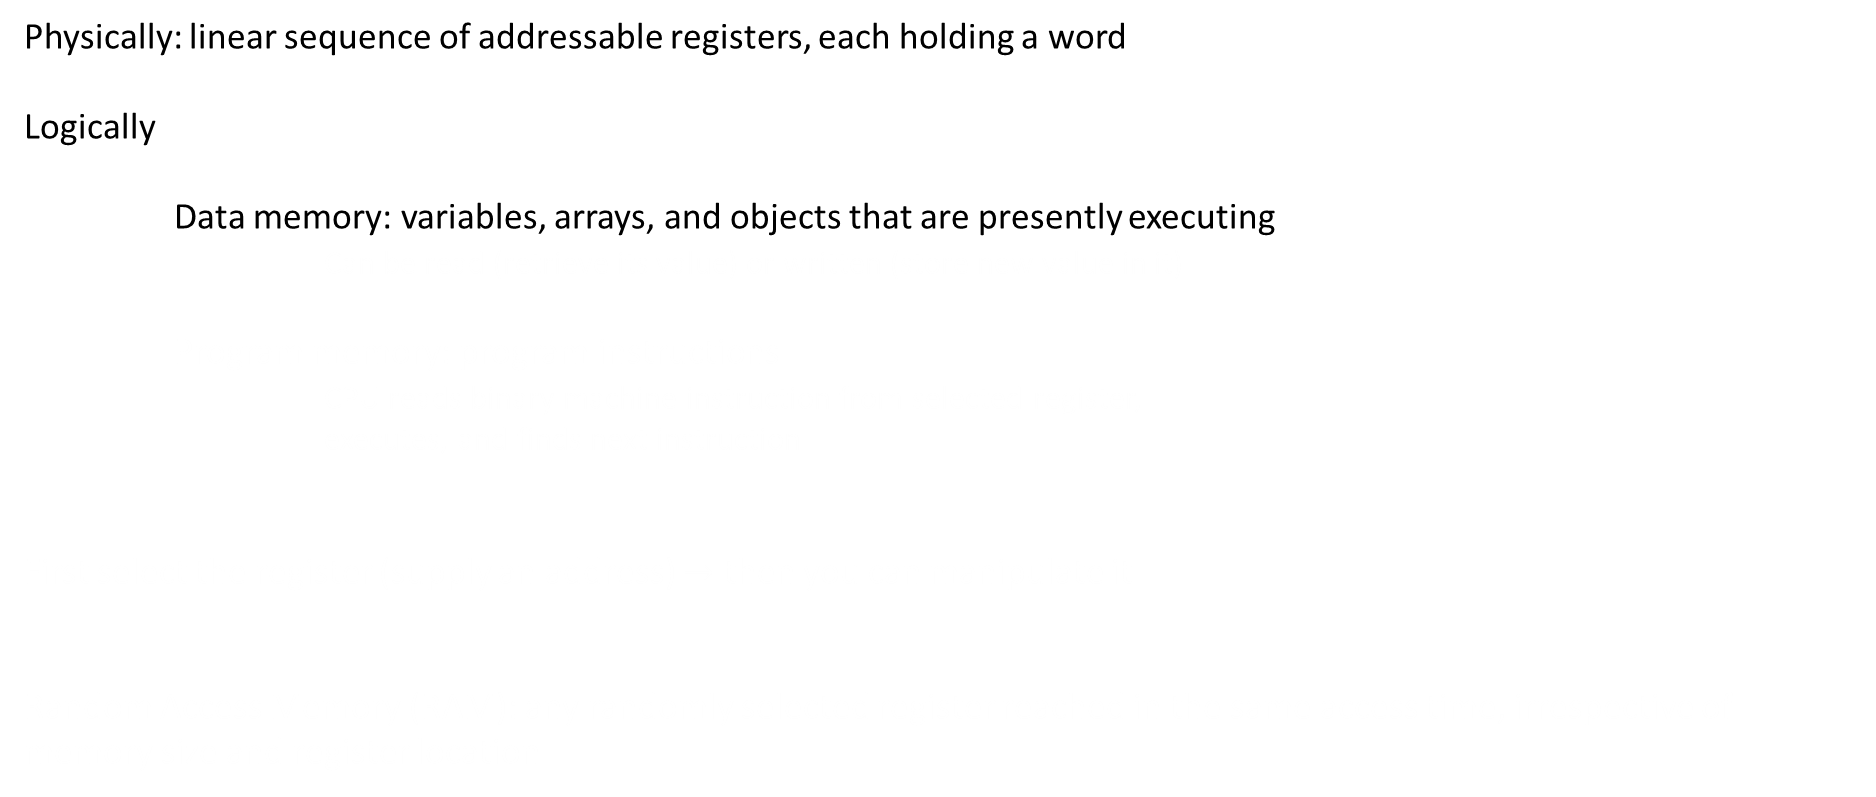 Physically: linear sequence of addressable registers, each holding a word
Logically
Data memory: variables, arrays, and objects that are presently executing